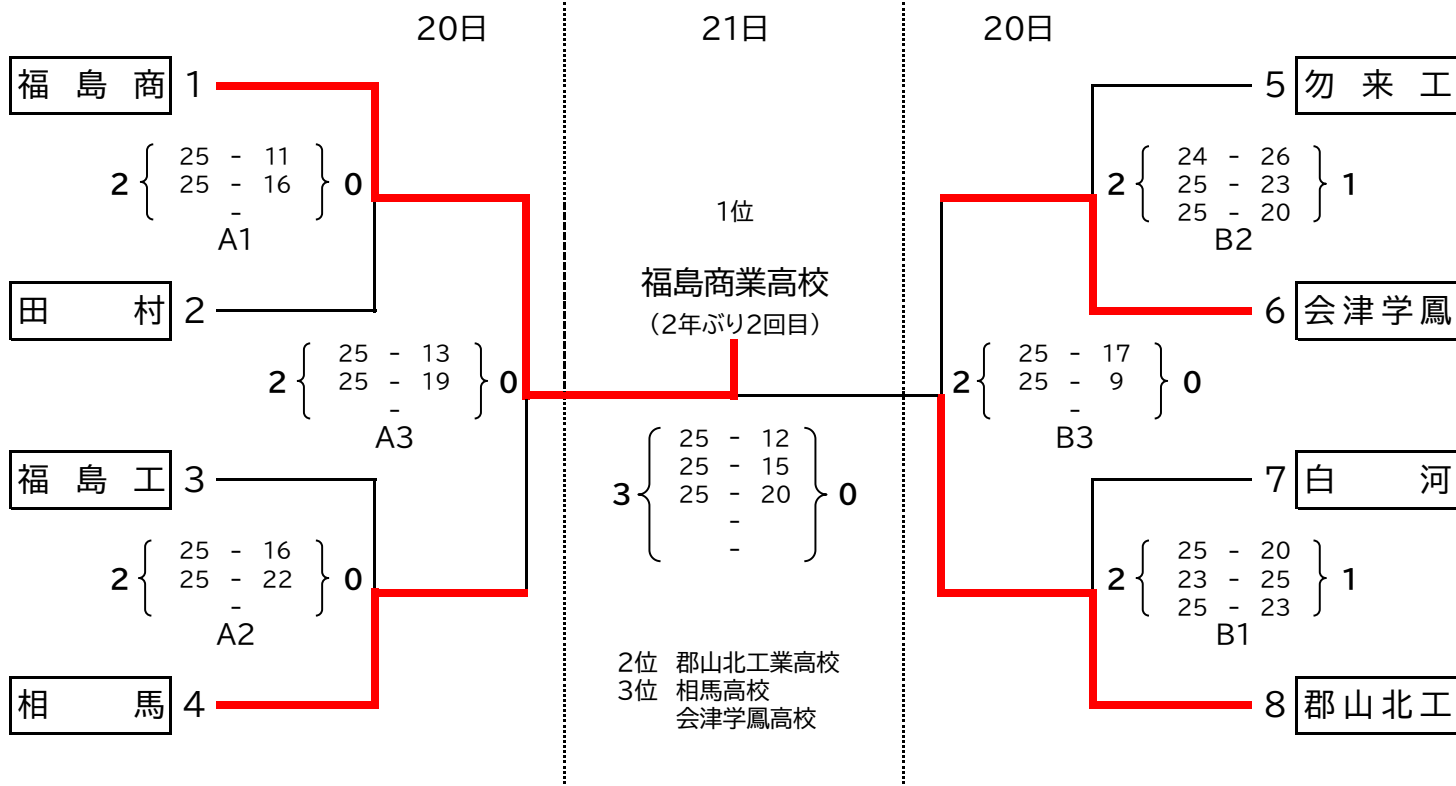 20日 21日 20日
福島商 1
2 25 - 11 0
25 - 16
-
A1
田村 2
2 25 - 13 0
25 - 19
-
A3
福島工 3
2 25 - 16 0
25 - 22
-
A2
相馬 4
1位
福島商業高校
(2年ぶり2回目)
3 25 - 12 0
25 - 15
25 - 20
-
-
2位 郡山北工業高校
3位 相馬高校
会津学鳳高校
5 勿来工
2 24 - 26 1
25 - 23
25 - 20
B2
6 会津学鳳
2 25 - 17 0
25 - 9
-
B3
7 白河
2 25 - 20 1
23 - 25
25 - 23
B1
8 郡山北工